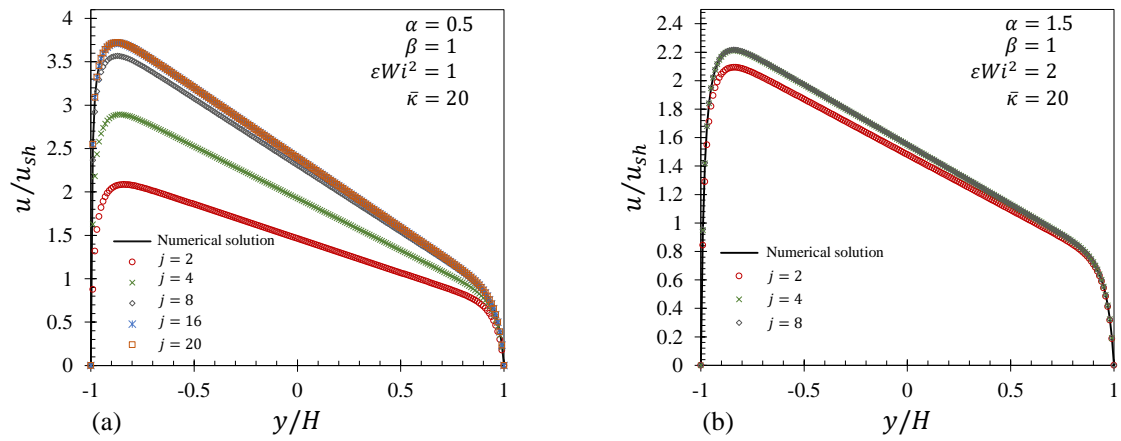 4
3.5
3
2.5
2
1.5
1
0.5
0
u/u_sh
α = 0.5
β = 1
εWi² = 1
κ̄ = 20
Numerical solution
j = 2
j = 4
j = 8
j = 16
j = 20
-1
-0.5
0
0.5
1
(a)
y/H
2.4
2.2
2
1.8
1.6
1.4
1.2
1
0.8
0.6
0.4
0.2
0
u/u_sh
α = 1.5
β = 1
εWi² = 2
κ̄ = 20
Numerical solution
j = 2
j = 4
j = 8
-1
-0.5
0
0.5
1
(b)
y/H